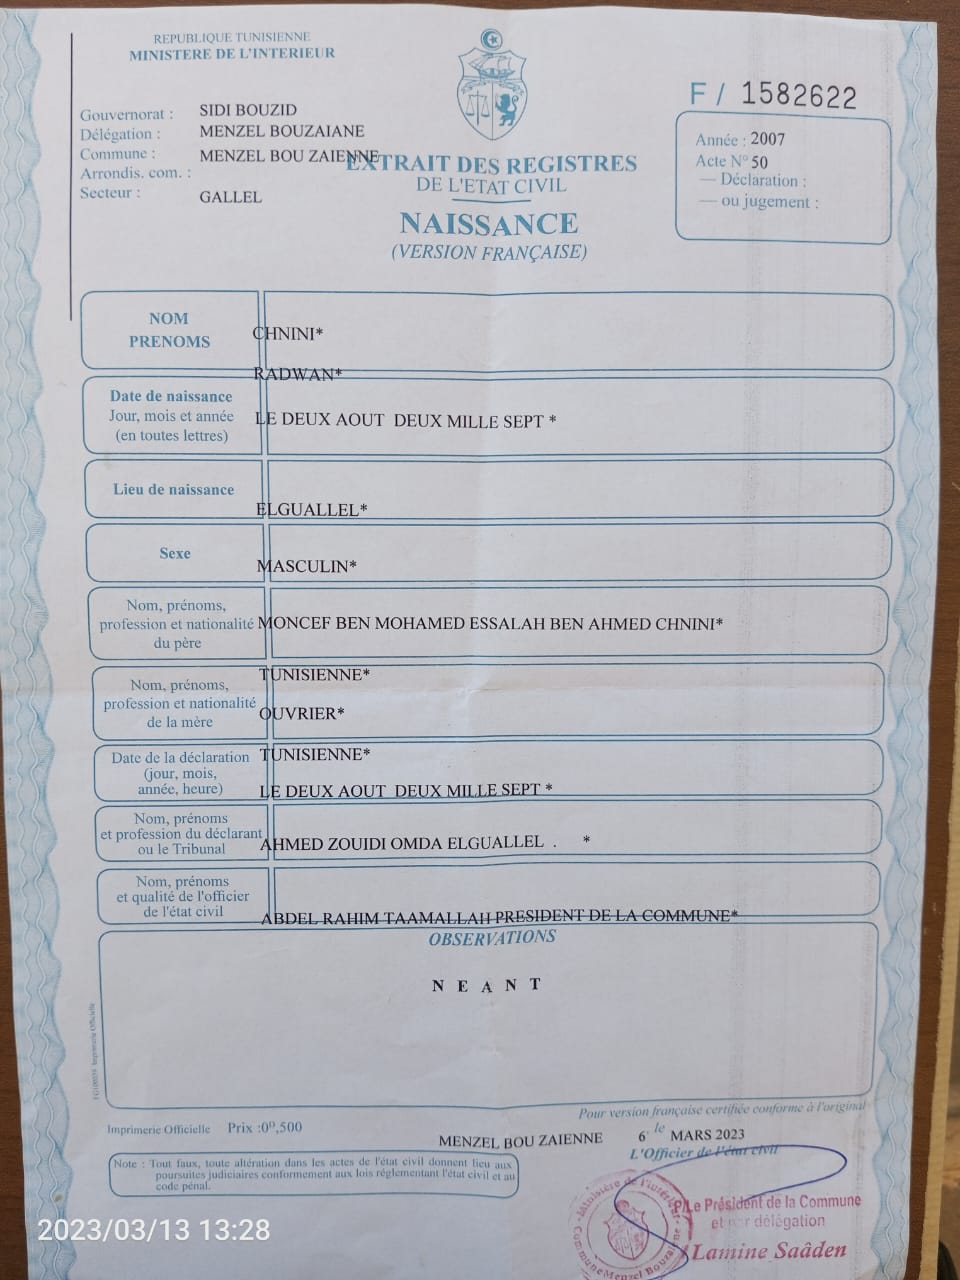 REPUBLIQUE TUNISIENNE
MINISTERE DE L'INTERIEUR
Gouvernorat : SIDI BOUZID
Délégation : MENZEL BOUZAIANE
Commune : MENZEL BOU ZAIENNE
Arrondis. com. :
Secteur : GALLEL
F / 1582622
Année : 2007
Acte N° 50
— Déclaration :
— ou jugement :
EXTRAIT DES REGISTRES
DE L'ETAT CIVIL
NAISSANCE
(VERSION FRANÇAISE)
NOM
PRENOMS
CHNINI*
RADWAN*
Date de naissance
Jour, mois et année
(en toutes lettres)
LE DEUX AOUT DEUX MILLE SEPT *
Lieu de naissance
ELGUALLEL*
Sexe
MASCULIN*
Nom, prénoms,
profession et nationalité
du père
MONCEF BEN MOHAMED ESSALAH BEN AHMED CHNINI*
TUNISIENNE*
Nom, prénoms,
profession et nationalité
de la mère
OUVRIER*
TUNISIENNE*
Date de la déclaration
(jour, mois,
année, heure)
LE DEUX AOUT DEUX MILLE SEPT *
Nom, prénoms
et profession du déclarant
ou le Tribunal
AHMED ZOUIDI OMDA ELGUALLEL . *
Nom, prénoms
et qualité de l'officier
de l'état civil
ABDEL RAHIM TAAMALLAH PRESIDENT DE LA COMMUNE*
OBSERVATIONS
N E A N T
Imprimerie Officielle
Pour version française certifiée conforme à l'original
Imprimerie Officielle Prix :0ᴰ,500
MENZEL BOU ZAIENNE le 6 MARS 2023
L'Officier de l'état civil
Note : Tout faux, toute altération dans les actes de l'état civil donnent lieu aux
poursuites judiciaires conformement aux lois réglementant l'état civil et au
code pénal.
Ministère de l'intérieur
Commune Menzel Bouzaiene
P/Le Président de la Commune
et par délégation
Lamine Saâden
2023/03/13 13:28